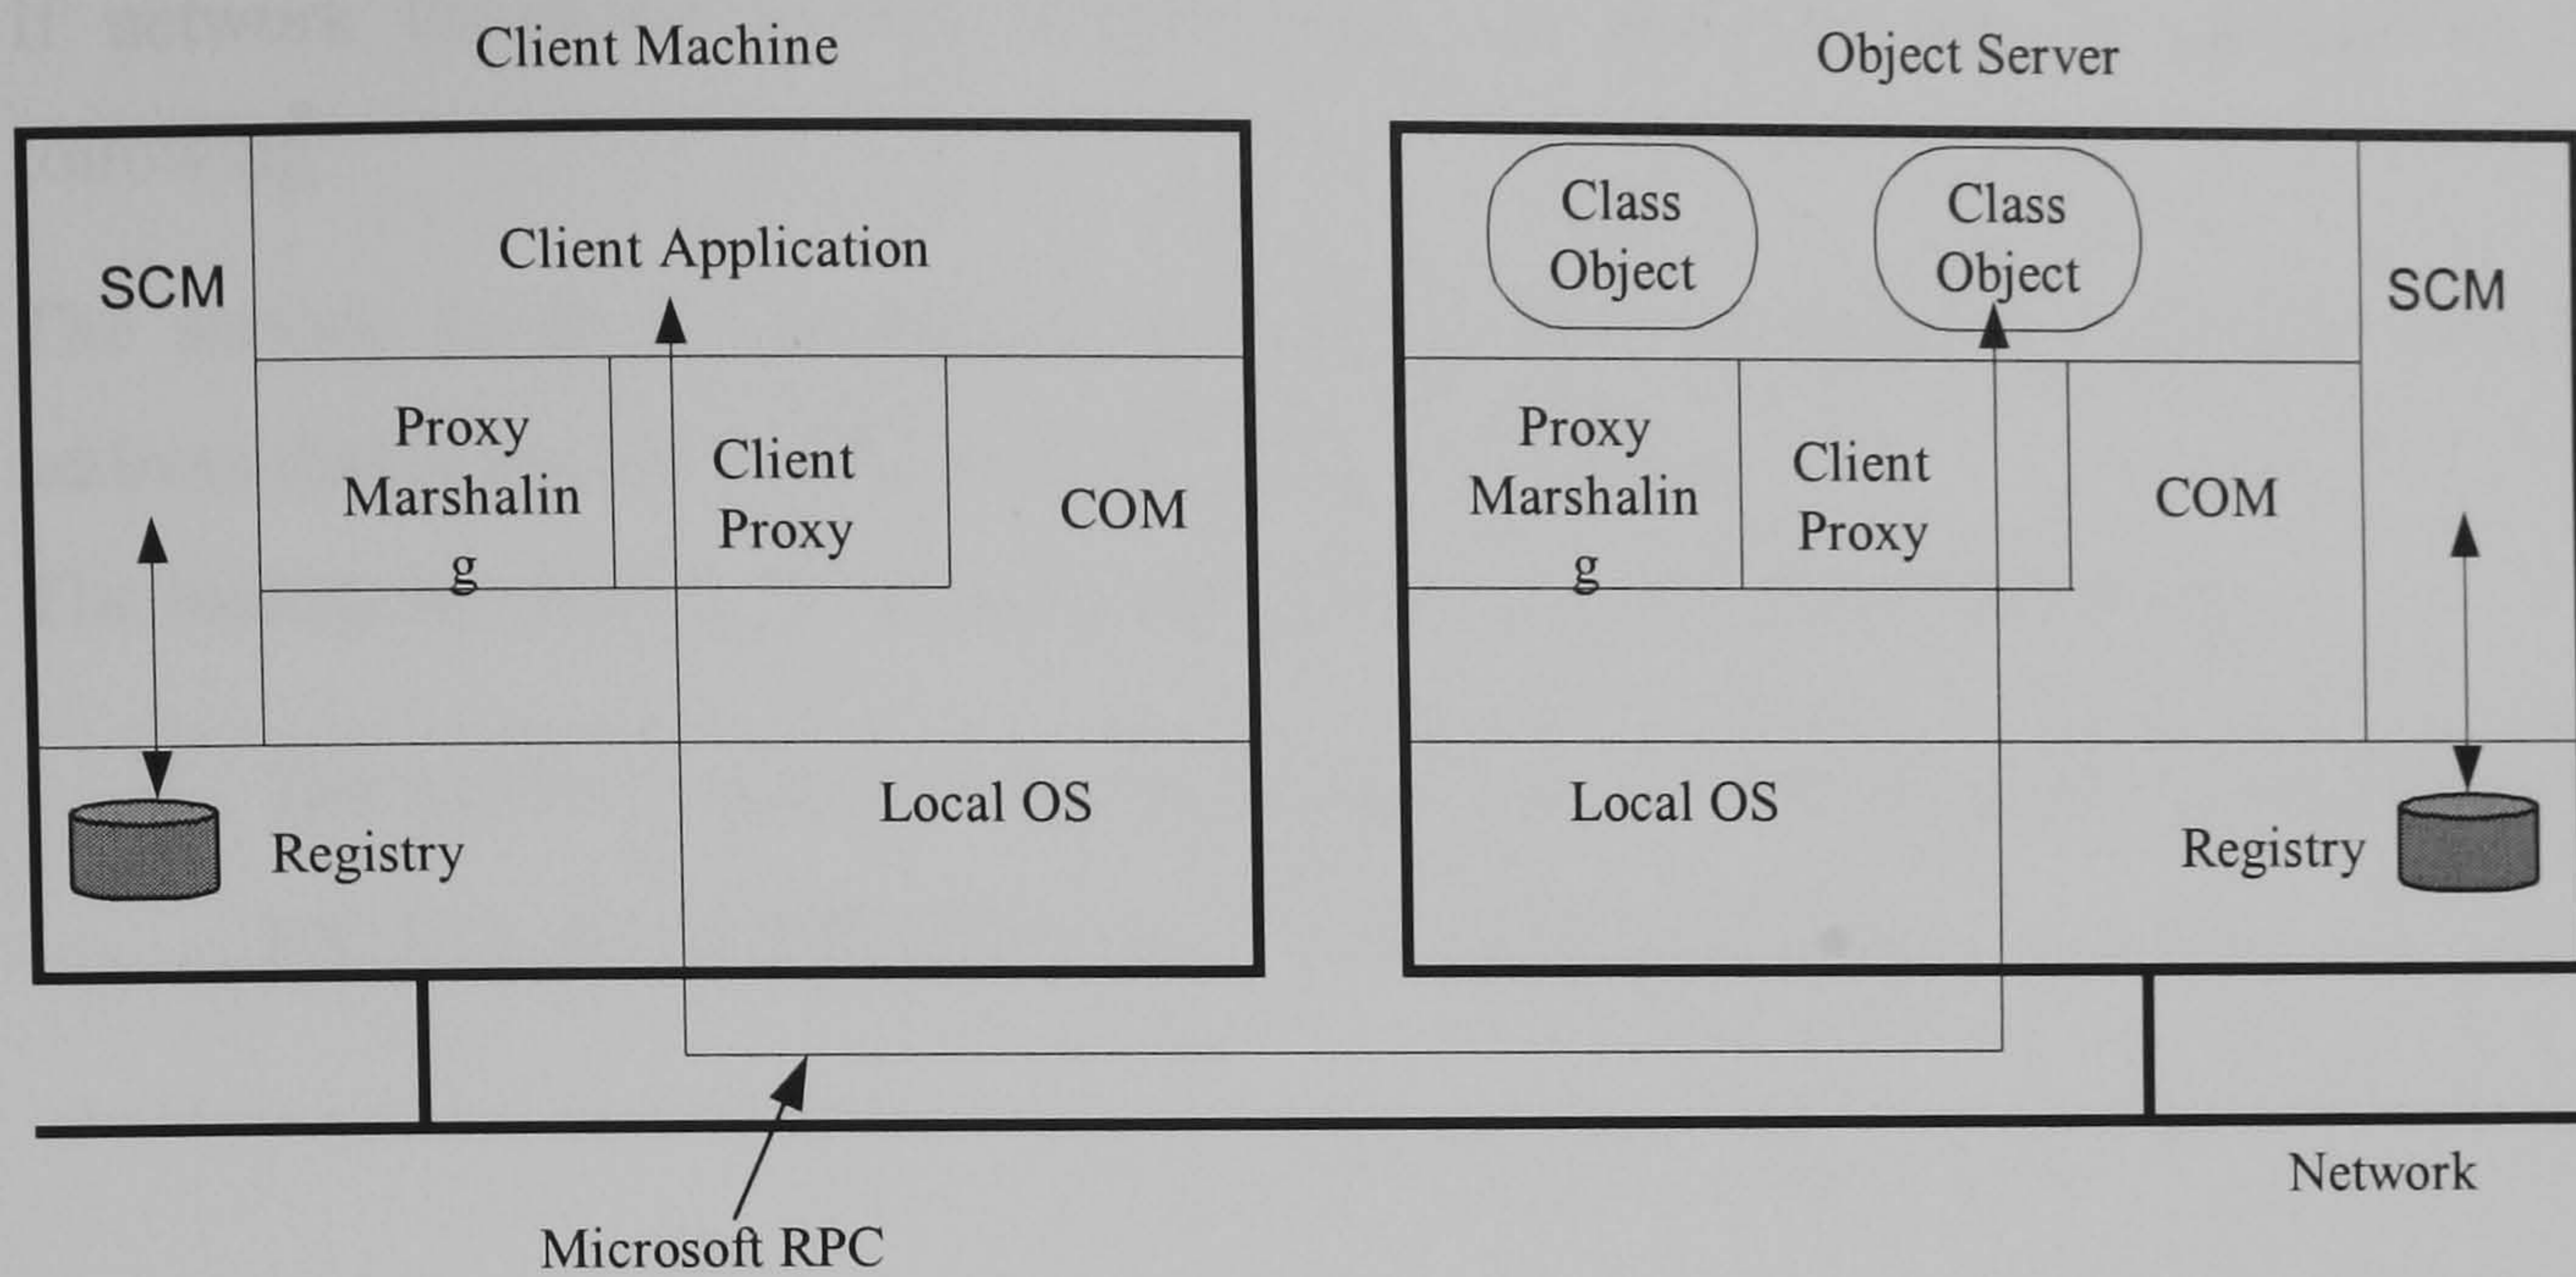 Client Machine
Object Server
SCM
Client Application
Proxy
Marshalin
g
Client
Proxy
COM
Registry
Local OS
Class
Object
Class
Object
SCM
Proxy
Marshalin
g
Client
Proxy
COM
Local OS
Registry
Network
Microsoft RPC